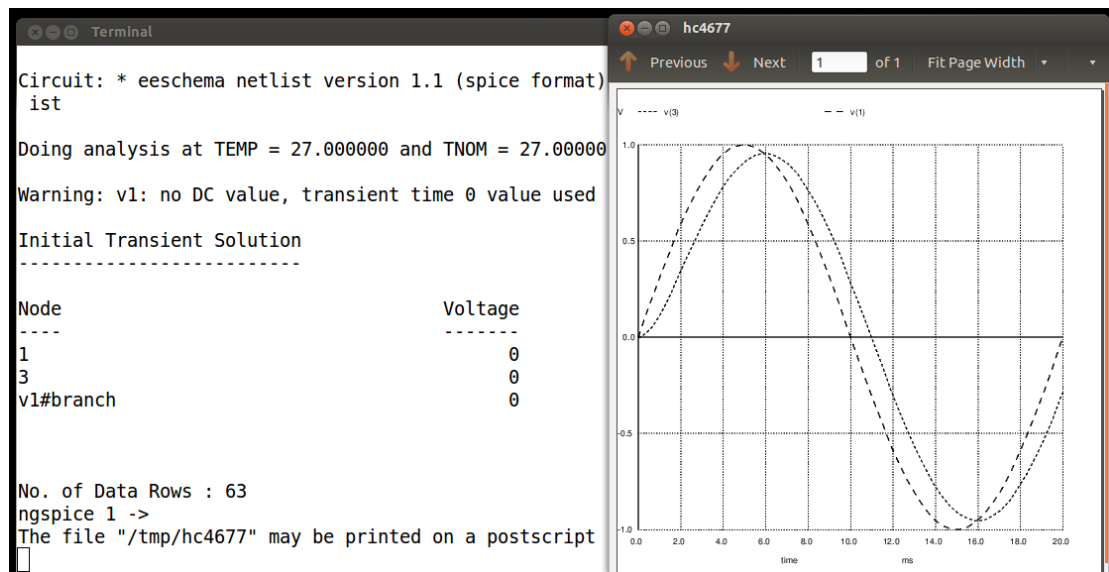 Terminal
Circuit: * eeschema netlist version 1.1 (spice format)
ist
Doing analysis at TEMP = 27.000000 and TNOM = 27.00000
Warning: v1: no DC value, transient time 0 value used
Initial Transient Solution
--------------------------
Node Voltage
---- -------
1 0
3 0
v1#branch 0
No. of Data Rows : 63
ngspice 1 ->
The file "/tmp/hc4677" may be printed on a postscript
hc4677
Previous Next 1 of 1 Fit Page Width
V ---- v(3) -- v(1)
1.0
0.5
0.0
-0.5
-1.0
0.0 2.0 4.0 6.0 8.0 10.0 12.0 14.0 16.0 18.0 20.0
time ms